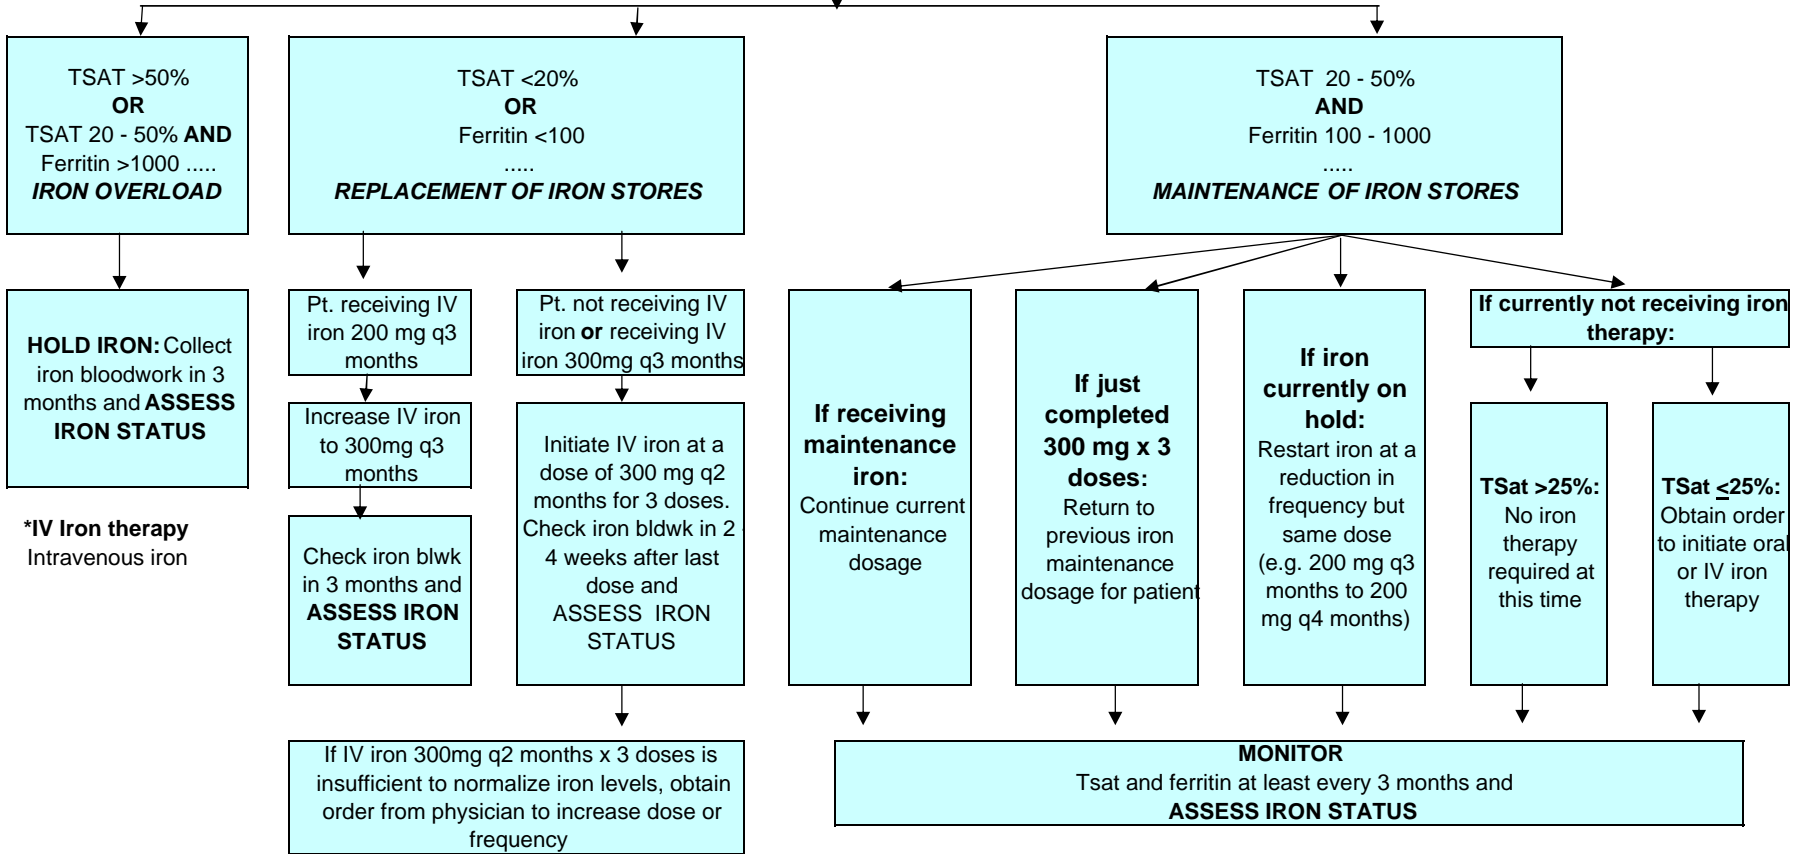 TSAT >50%
OR
TSAT 20 - 50% AND
Ferritin >1000 .....
IRON OVERLOAD
TSAT <20%
OR
Ferritin <100
.....
REPLACEMENT OF IRON STORES
TSAT 20 - 50%
AND
Ferritin 100 - 1000
.....
MAINTENANCE OF IRON STORES
HOLD IRON: Collect
iron bloodwork in 3
months and ASSESS
IRON STATUS
*IV Iron therapy
Intravenous iron
Pt. receiving IV
iron 200 mg q3
months
Increase IV iron
to 300mg q3
months
Check iron blwk
in 3 months and
ASSESS IRON
STATUS
Pt. not receiving IV
iron or receiving IV
iron 300mg q3 months
Initiate IV iron at a
dose of 300 mg q2
months for 3 doses.
Check iron bldwk in 2 -
4 weeks after last
dose and
ASSESS IRON
STATUS
If IV iron 300mg q2 months x 3 doses is
insufficient to normalize iron levels, obtain
order from physician to increase dose or
frequency
If receiving
maintenance
iron:
Continue current
maintenance
dosage
If just
completed
300 mg x 3
doses:
Return to
previous iron
maintenance
dosage for patient
If iron
currently on
hold:
Restart iron at a
reduction in
frequency but
same dose
(e.g. 200 mg q3
months to 200
mg q4 months)
If currently not receiving iron
therapy:
TSat >25%:
No iron
therapy
required at
this time
TSat ≤25%:
Obtain order
to initiate oral
or IV iron
therapy
MONITOR
Tsat and ferritin at least every 3 months and
ASSESS IRON STATUS